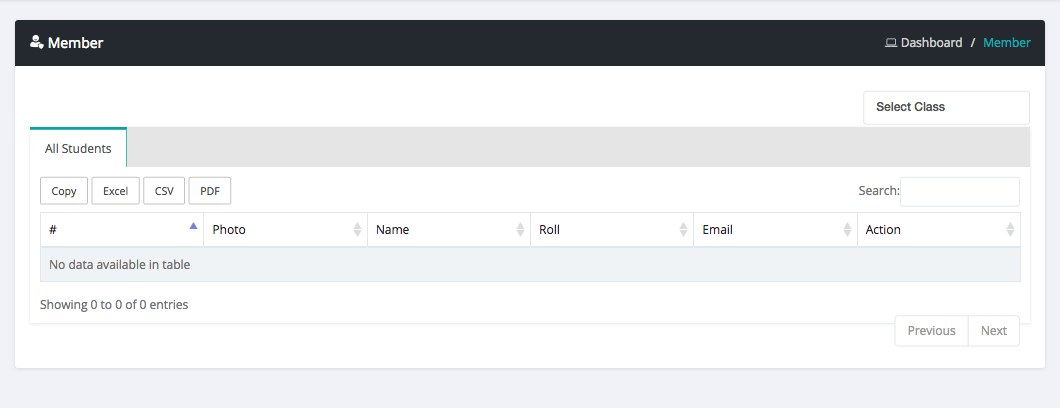 Member
Dashboard / Member
Select Class
All Students
Copy Excel CSV PDF
Search:
# Photo Name Roll Email Action
No data available in table
Showing 0 to 0 of 0 entries
Previous Next